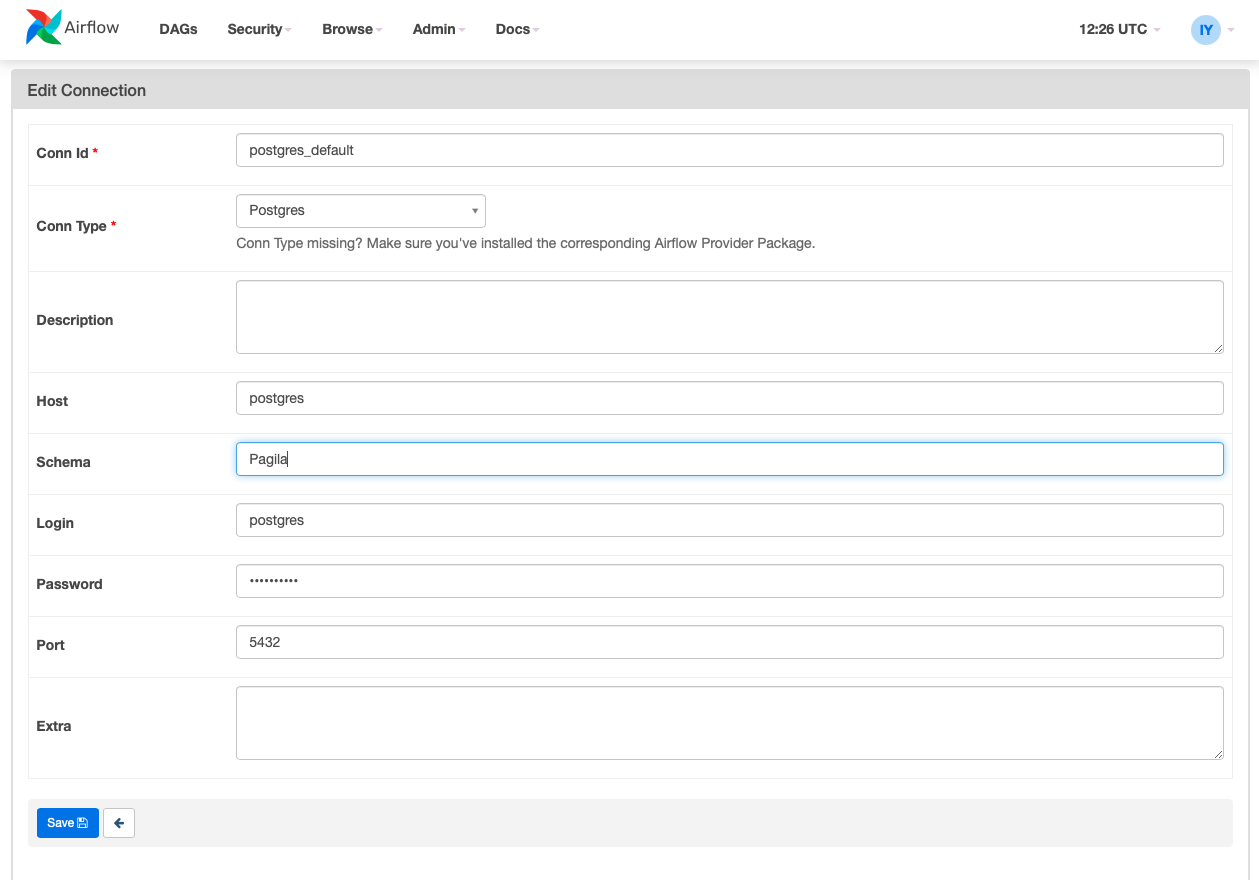 Airflow DAGs Security Browse Admin Docs 12:26 UTC IY
Edit Connection
Conn Id * postgres_default
Conn Type * Postgres
Conn Type missing? Make sure you've installed the corresponding Airflow Provider Package.
Description
Host postgres
Schema Pagila
Login postgres
Password ••••••••••
Port 5432
Extra
Save